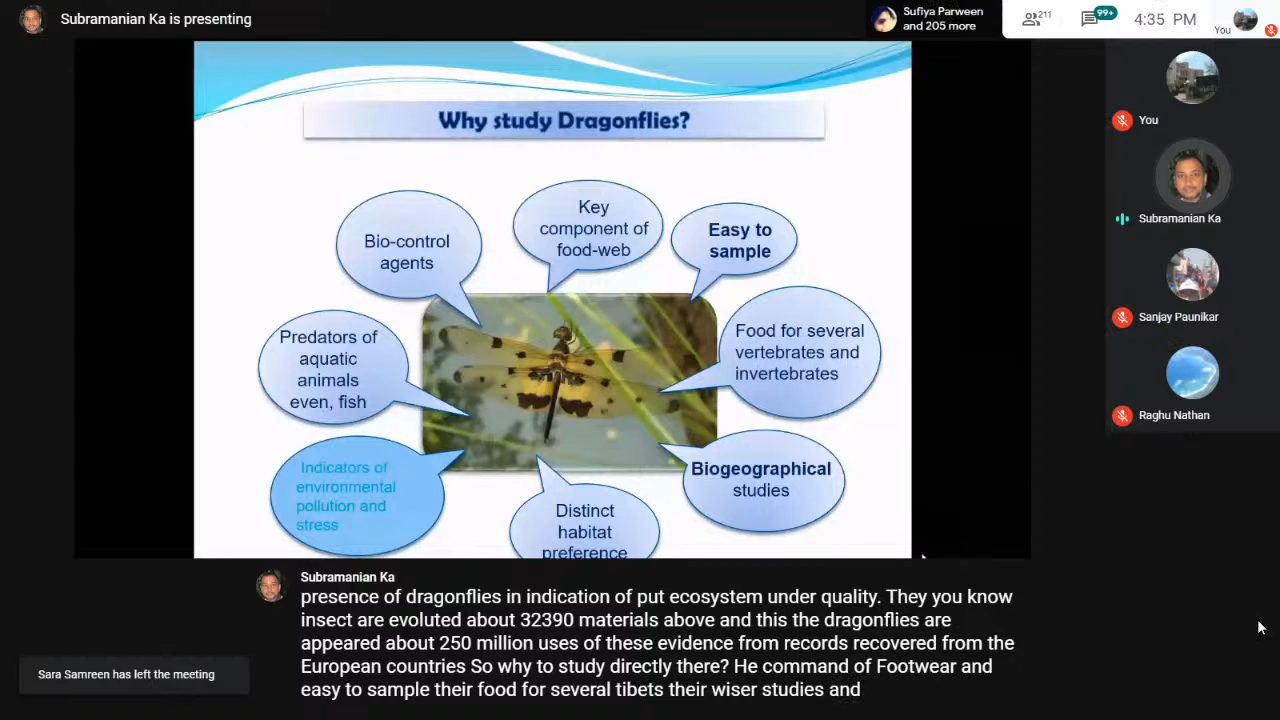 Subramanian Ka is presenting
Sufiya Parween
and 205 more
211
99+
4:35 PM
You
Why study Dragonflies?
Bio-control
agents
Key
component of
food-web
Easy to
sample
Predators of
aquatic
animals
even, fish
Food for several
vertebrates and
invertebrates
Indicators of
environmental
pollution and
stress
Distinct
habitat
preference
Biogeographical
studies
You
Subramanian Ka
Sanjay Paunikar
Raghu Nathan
Subramanian Ka
presence of dragonflies in indication of put ecosystem under quality. They you know
insect are evoluted about 32390 materials above and this the dragonflies are
appeared about 250 million uses of these evidence from records recovered from the
European countries So why to study directly there? He command of Footwear and
easy to sample their food for several tibets their wiser studies and
Sara Samreen has left the meeting